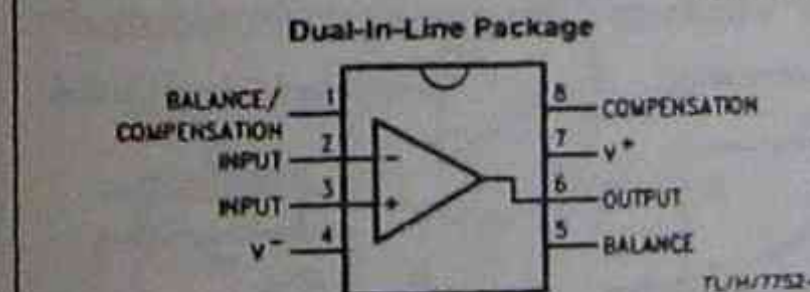 Dual-In-Line Package
BALANCE/
COMPENSATION
1
INPUT
2
-
INPUT
3
+
V-
4
8
COMPENSATION
7
V+
6
OUTPUT
5
BALANCE
TL/H/7752